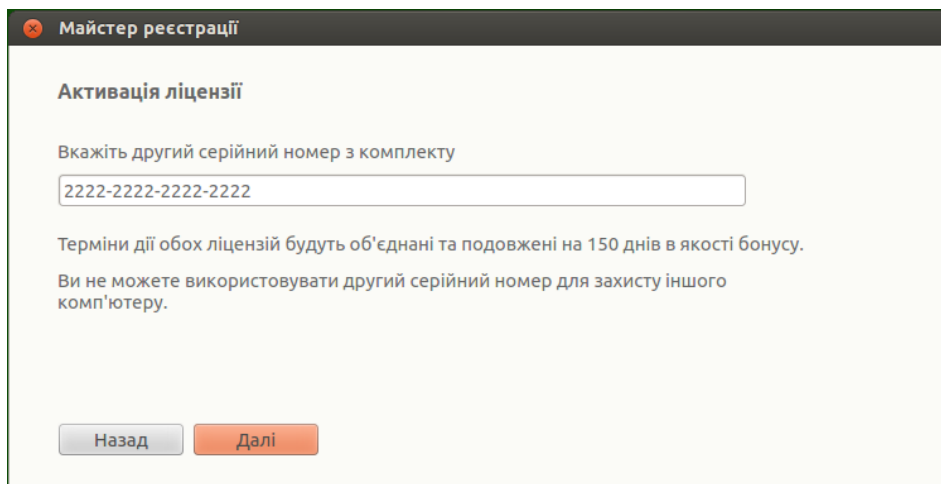 Майстер реєстрації
Активація ліцензії
Вкажіть другий серійний номер з комплекту
2222-2222-2222-2222
Терміни дії обох ліцензій будуть об'єднані та подовжені на 150 днів в якості бонусу.
Ви не можете використовувати другий серійний номер для захисту іншого
комп'ютеру.
Назад
Далі